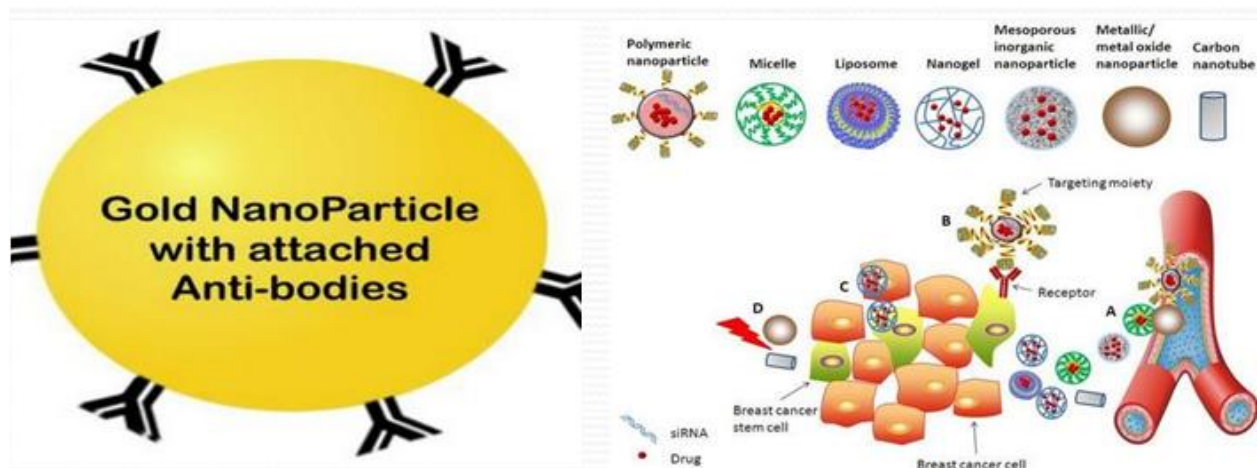 Gold NanoParticle
with attached
Anti-bodies
Polymeric
nanoparticle
Micelle
Liposome
Nanogel
Mesoporous
inorganic
nanoparticle
Metallic/
metal oxide
nanoparticle
Carbon
nanotube
Targeting moiety
B
Receptor
A
C
D
Breast cancer
stem cell
siRNA
Drug
Breast cancer cell